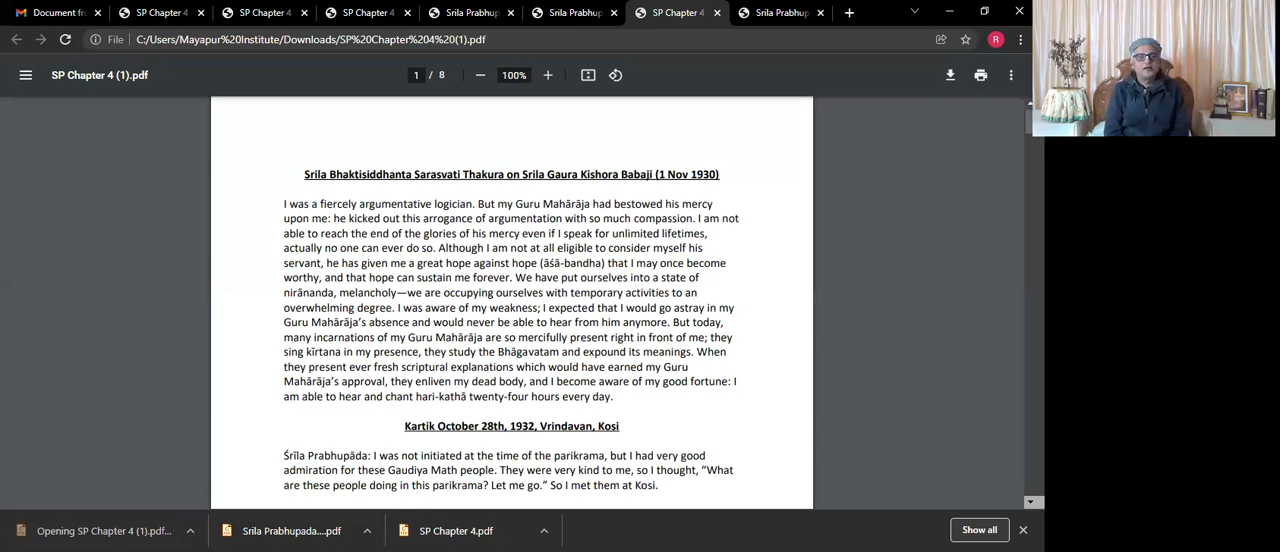 Document fro
SP Chapter 4
SP Chapter 4
SP Chapter 4
Srila Prabhup
Srila Prabhup
SP Chapter 4
Srila Prabhup
File
C:/Users/Mayapur%20Institute/Downloads/SP%20Chapter%204%20(1).pdf
R
SP Chapter 4 (1).pdf
1 / 8
100%
Srila Bhaktisiddhanta Sarasvati Thakura on Srila Gaura Kishora Babaji (1 Nov 1930)
I was a fiercely argumentative logician. But my Guru Mahārāja had bestowed his mercy
upon me: he kicked out this arrogance of argumentation with so much compassion. I am not
able to reach the end of the glories of his mercy even if I speak for unlimited lifetimes,
actually no one can ever do so. Although I am not at all eligible to consider myself his
servant, he has given me a great hope against hope (āśā-bandha) that I may once become
worthy, and that hope can sustain me forever. We have put ourselves into a state of
nirānanda, melancholy—we are occupying ourselves with temporary activities to an
overwhelming degree. I was aware of my weakness; I expected that I would go astray in my
Guru Mahārāja's absence and would never be able to hear from him anymore. But today,
many incarnations of my Guru Mahārāja are so mercifully present right in front of me; they
sing kīrtana in my presence, they study the Bhāgavatam and expound its meanings. When
they present ever fresh scriptural explanations which would have earned my Guru
Mahārāja's approval, they enliven my dead body, and I become aware of my good fortune: I
am able to hear and chant hari-kathā twenty-four hours every day.
Kartik October 28th, 1932, Vrindavan, Kosi
Śrīla Prabhupāda: I was not initiated at the time of the parikrama, but I had very good
admiration for these Gaudiya Math people. They were very kind to me, so I thought, “What
are these people doing in this parikrama? Let me go.” So I met them at Kosi.
Opening SP Chapter 4 (1).pdf...
Srila Prabhupada....pdf
SP Chapter 4.pdf
Show all